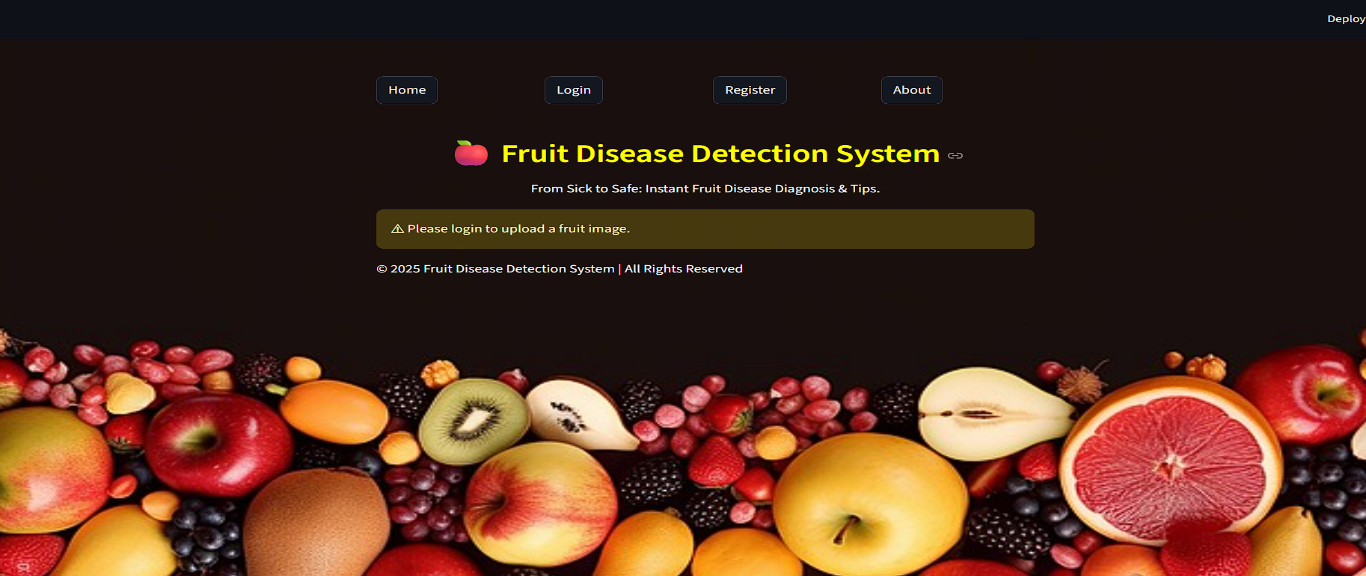 Deploy
Home Login Register About
Fruit Disease Detection System
From Sick to Safe: Instant Fruit Disease Diagnosis & Tips.
⚠ Please login to upload a fruit image.
© 2025 Fruit Disease Detection System | All Rights Reserved